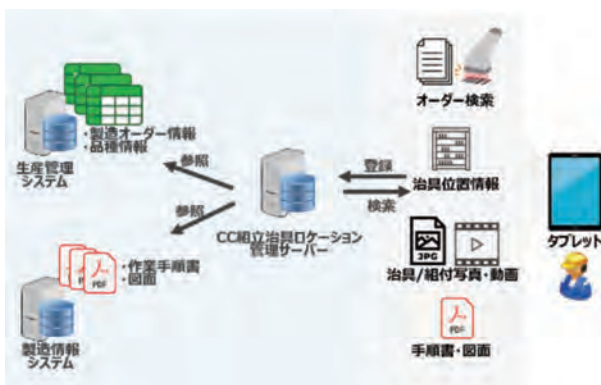 ・製造オーダー情報
・品種情報
生産管理
システム
参照
参照
・作業手順書
・図面
PDF
製造情報
システム
CC組立治具ロケーション
管理サーバー
登録
検索
オーダー検索
治具位置情報
JPG
治具/組付写真・動画
PDF
手順書・図面
タブレット